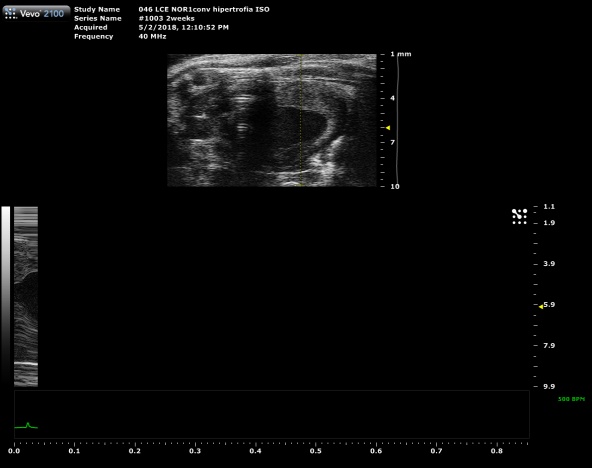 Vevo 2100
Study Name 046 LCE NOR1conv hipertrofia ISO
Series Name #1003 2weeks
Acquired 5/2/2018, 12:10:52 PM
Frequency 40 MHz
1 mm
4
7
10
1.1
1.9
3.9
5.9
7.9
9.9
500 BPM
0.0 0.1 0.2 0.3 0.4 0.5 0.6 0.7 0.8